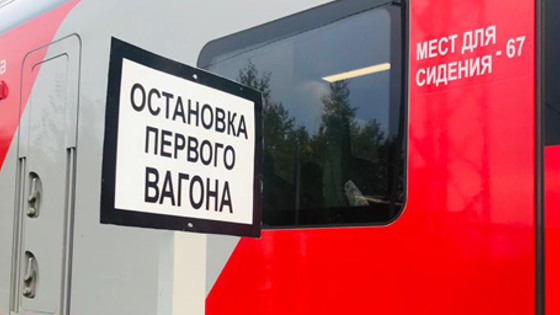 ОСТАНОВКА
ПЕРВОГО
ВАГОНА
МЕСТ ДЛЯ
СИДЕНИЯ - 67